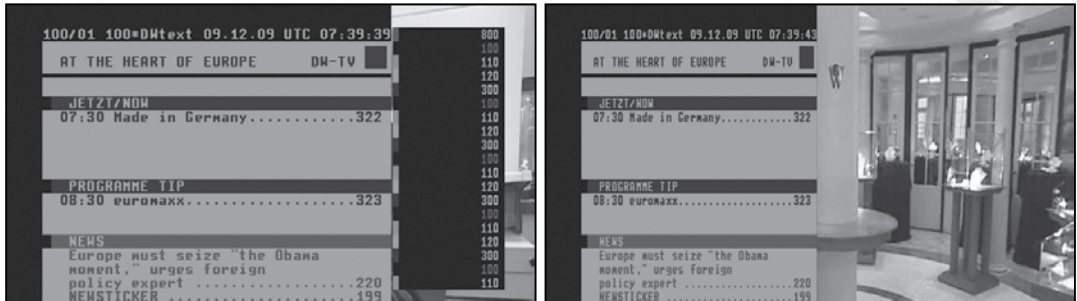 100/01 100*DWtext 09.12.09 UTC 07:39:39
AT THE HEART OF EUROPE DW-TV
JETZT/NOW
07:30 Made in Germany............322
PROGRAMME TIP
08:30 euromaxx...................323
NEWS
Europe must seize "the Obama
moment," urges foreign
policy expert ..................220
NEWSTICKER .....................199
800
100
110
120
300
100
110
120
300
100
110
120
300
100
110
120
300
100
110
100/01 100*DWtext 09.12.09 UTC 07:39:43
AT THE HEART OF EUROPE DW-TV
JETZT/NOW
07:30 Made in Germany............322
PROGRAMME TIP
08:30 euromaxx...................323
NEWS
Europe must seize "the Obama
moment," urges foreign
policy expert ..................220
NEWSTICKER .....................199